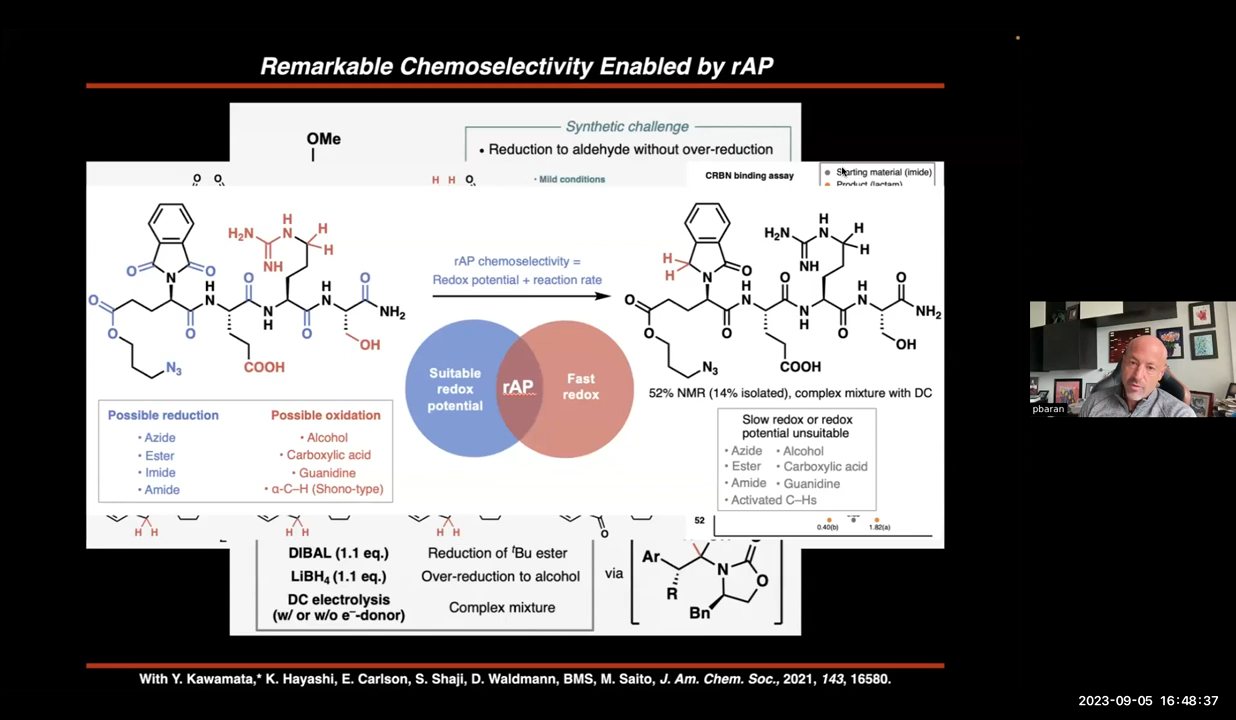 Remarkable Chemoselectivity Enabled by rAP
Synthetic challenge
• Reduction to aldehyde without over-reduction
OMe
O O
H H O
• Mild conditions
CRBN binding assay
Starting material (imide)
Product (lactam)
H2N
H
N
H
H
NH
O
O
N
O
O
H
N
O
O
N
H
H
N
O
O
NH2
OH
COOH
N3
rAP chemoselectivity =
Redox potential + reaction rate
Suitable
redox
potential
rAP
Fast
redox
H
H
N
O
H2N
H
N
H
H
NH
O
O
O
H
N
O
N
H
O
H
N
O
NH2
OH
COOH
N3
52% NMR (14% isolated), complex mixture with DC
Possible reduction
• Azide
• Ester
• Imide
• Amide
Possible oxidation
• Alcohol
• Carboxylic acid
• Guanidine
• α-C–H (Shono-type)
Slow redox or redox
potential unsuitable
• Azide • Alcohol
• Ester • Carboxylic acid
• Amide • Guanidine
• Activated C–Hs
H H
H H
H H
O
52
0.40(b)
1.82(a)
DIBAL (1.1 eq.) Reduction of tBu ester
LiBH4 (1.1 eq.) Over-reduction to alcohol
DC electrolysis
(w/ or w/o e–-donor)
Complex mixture
via
Ar
R
N
O
Bn
With Y. Kawamata,* K. Hayashi, E. Carlson, S. Shaji, D. Waldmann, BMS, M. Saito, J. Am. Chem. Soc., 2021, 143, 16580.
pbaran
2023-09-05 16:48:37